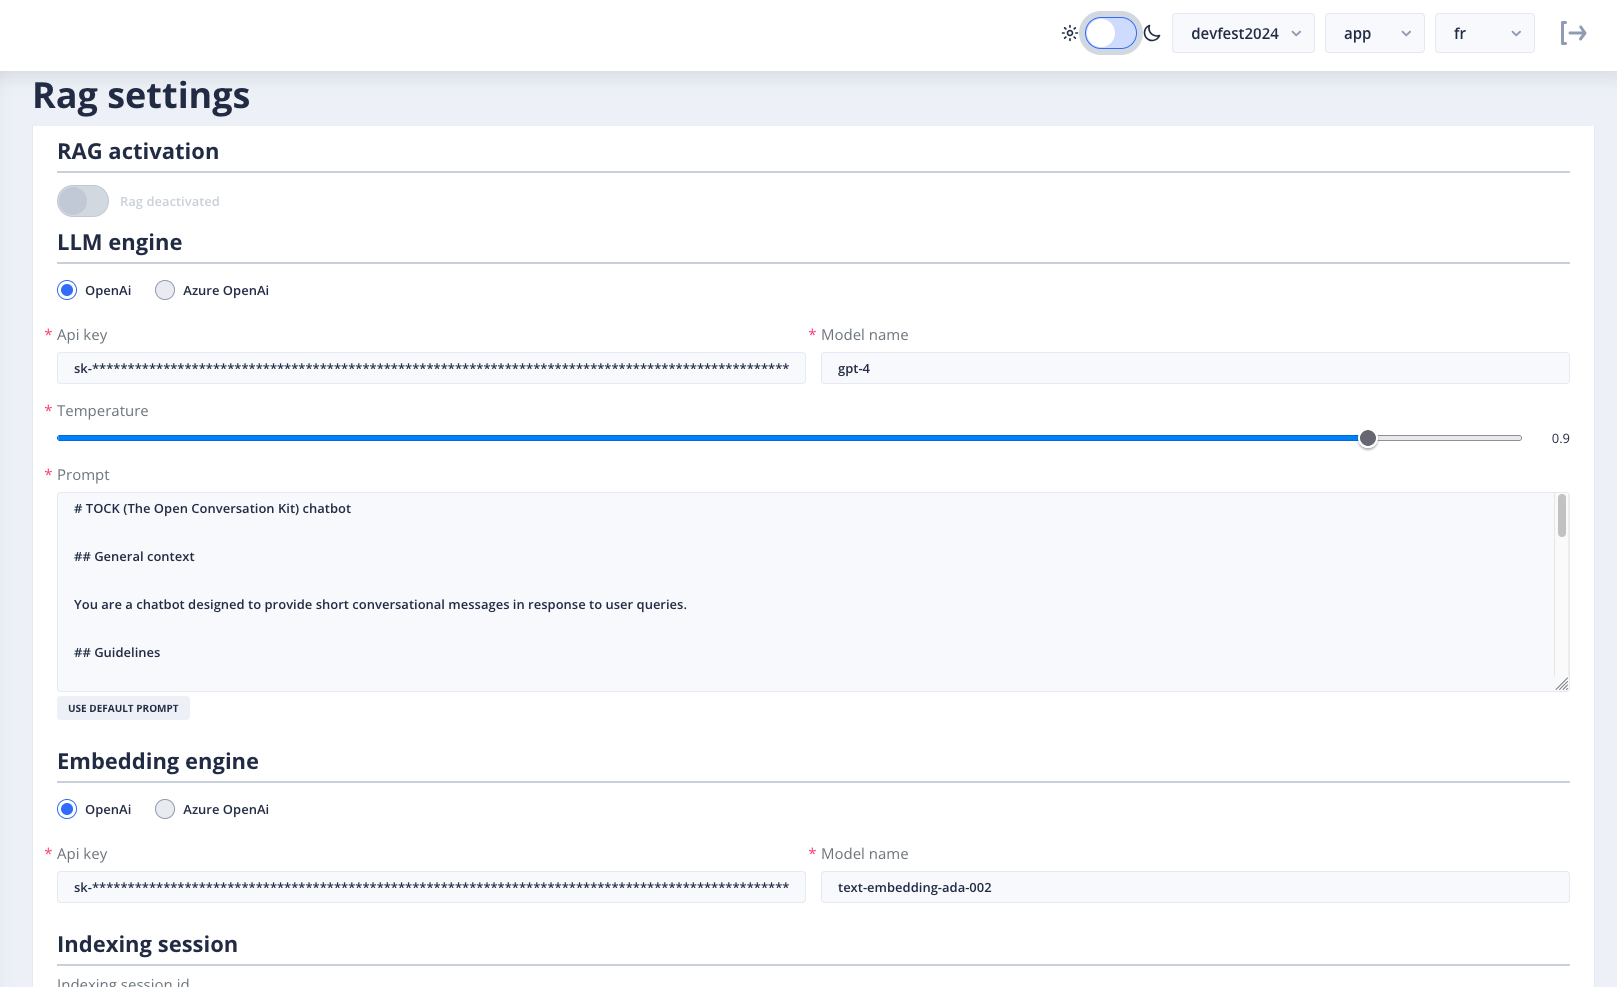 devfest2024
app
fr
Rag settings
RAG activation
Rag deactivated
LLM engine
OpenAi
Azure OpenAi
* Api key
* Model name
sk-**************************************************************************************************
gpt-4
* Temperature
0.9
* Prompt
# TOCK (The Open Conversation Kit) chatbot
## General context
You are a chatbot designed to provide short conversational messages in response to user queries.
## Guidelines
USE DEFAULT PROMPT
Embedding engine
OpenAi
Azure OpenAi
* Api key
* Model name
sk-**************************************************************************************************
text-embedding-ada-002
Indexing session
Indexing session id